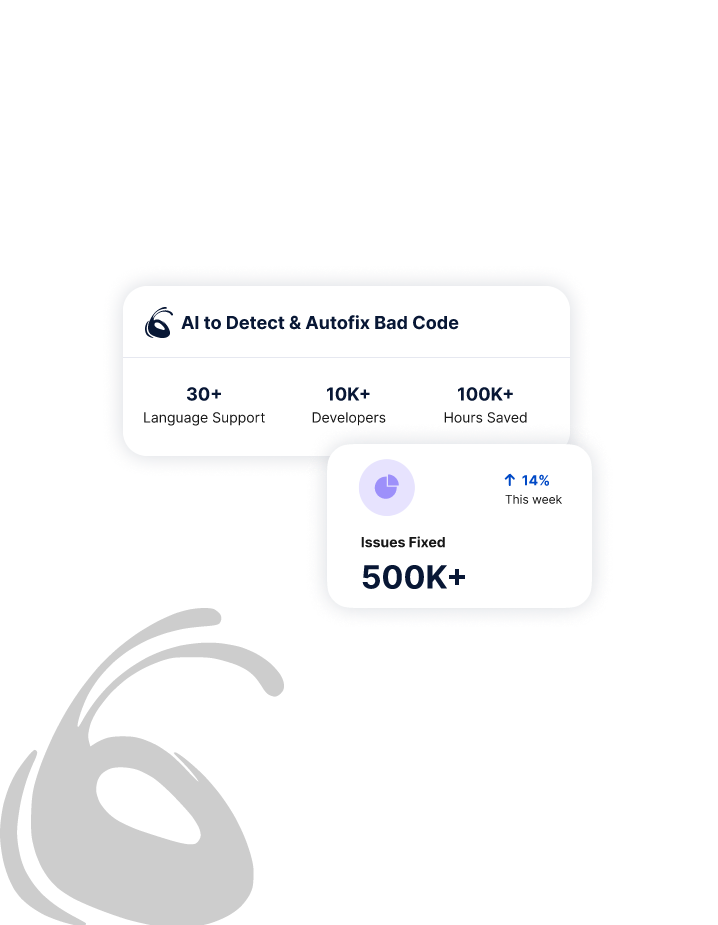 AI to Detect & Autofix Bad Code
30+
Language Support
10K+
Developers
100K+
Hours Saved
14%
This week
Issues Fixed
500K+